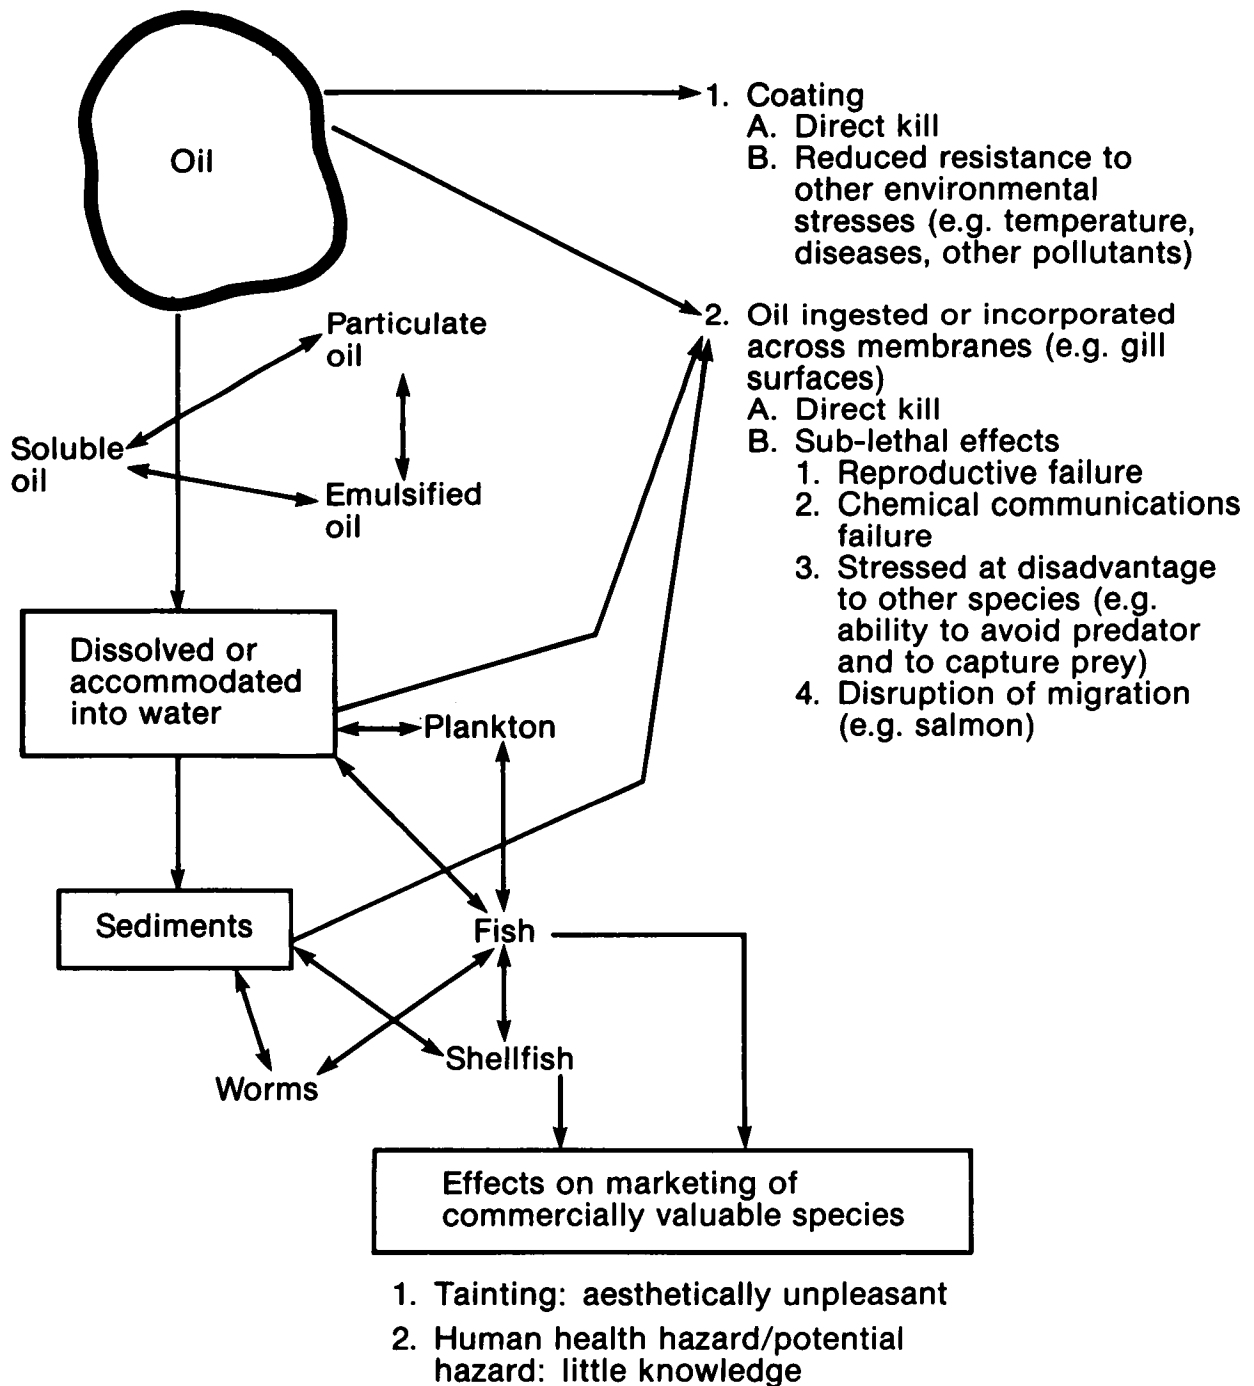 Oil
1. Coating
A. Direct kill
B. Reduced resistance to
other environmental
stresses (e.g. temperature,
diseases, other pollutants)
2. Oil ingested or incorporated
across membranes (e.g. gill
surfaces)
A. Direct kill
B. Sub-lethal effects
1. Reproductive failure
2. Chemical communications
failure
3. Stressed at disadvantage
to other species (e.g.
ability to avoid predator
and to capture prey)
4. Disruption of migration
(e.g. salmon)
Particulate
oil
Soluble
oil
Emulsified
oil
Dissolved or
accommodated
into water
Plankton
Sediments
Fish
Shellfish
Worms
Effects on marketing of
commercially valuable species
1. Tainting: aesthetically unpleasant
2. Human health hazard/potential
hazard: little knowledge